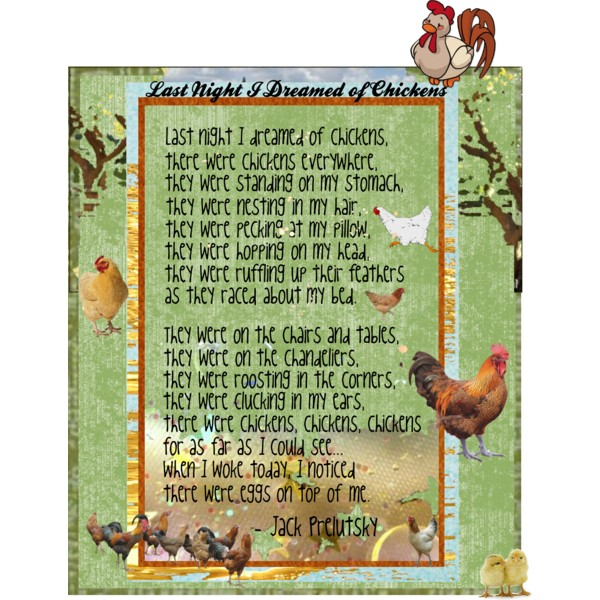 Last Night I Dreamed of Chickens
Last night I dreamed of chickens,
there were chickens everywhere,
they were standing on my stomach,
they were nesting in my hair,
they were pecking at my pillow,
they were hopping on my head,
they were ruffling up their feathers
as they raced about my bed.
They were on the chairs and tables,
they were on the chandeliers,
they were roosting in the corners,
they were clucking in my ears,
there were chickens, chickens, chickens
for as far as I could see...
when I woke today, I noticed
there were eggs on top of me.
- Jack Prelutsky